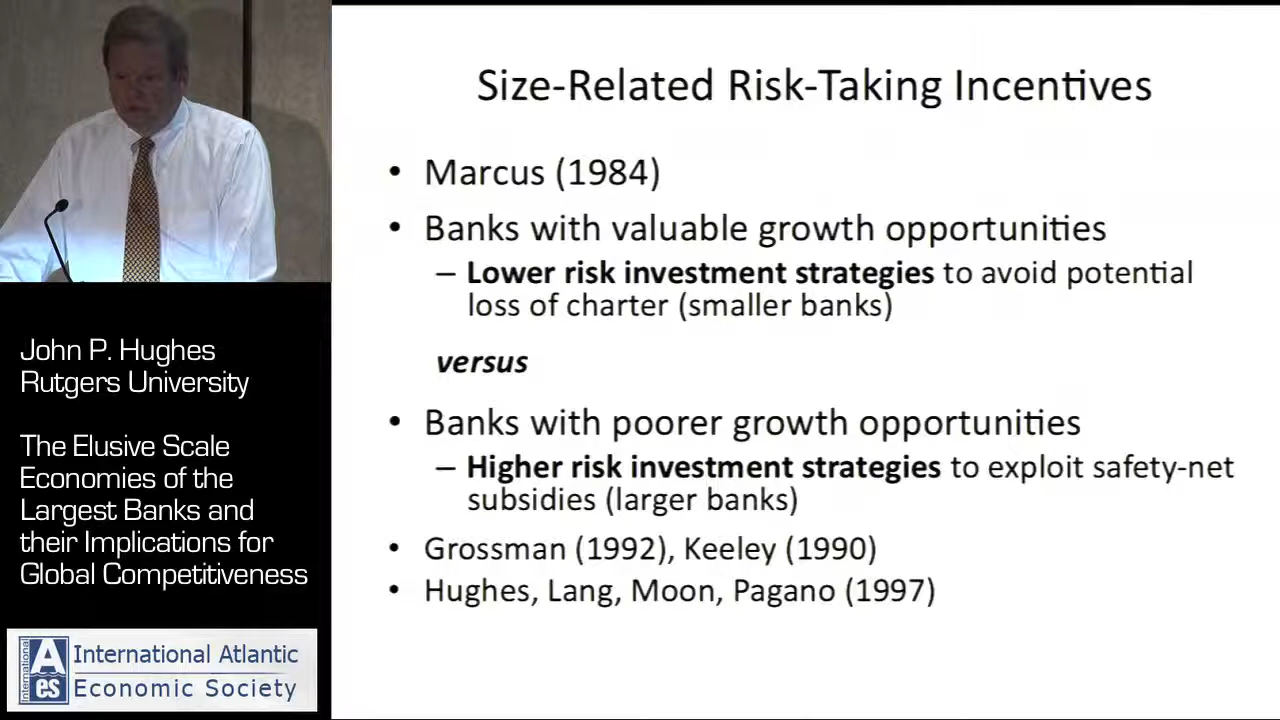 Size-Related Risk-Taking Incentives
• Marcus (1984)
• Banks with valuable growth opportunities
– Lower risk investment strategies to avoid potential
loss of charter (smaller banks)
versus
• Banks with poorer growth opportunities
– Higher risk investment strategies to exploit safety-net
subsidies (larger banks)
• Grossman (1992), Keeley (1990)
• Hughes, Lang, Moon, Pagano (1997)
John P. Hughes
Rutgers University
The Elusive Scale
Economies of the
Largest Banks and
their Implications for
Global Competitiveness
International
A
es
International Atlantic
Economic Society